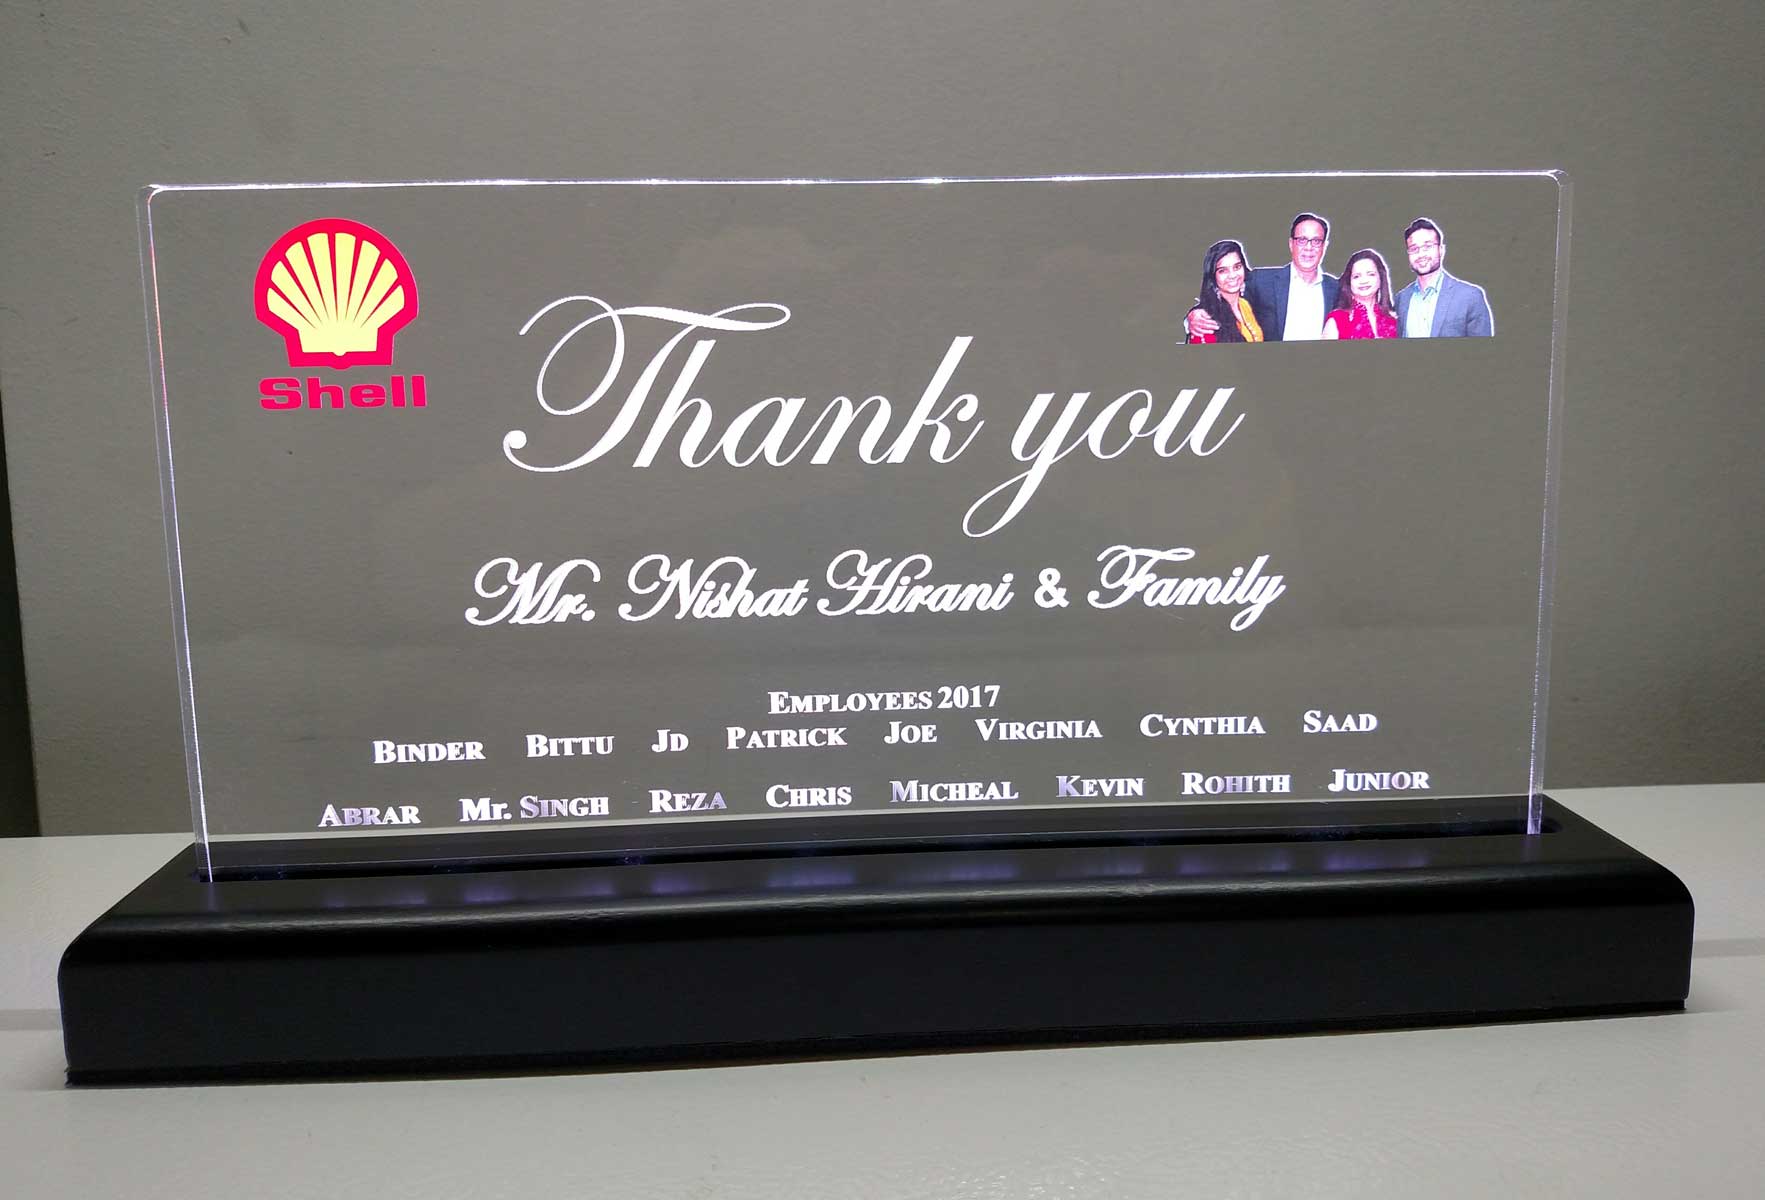 Shell
Thank you
Mr. Nishat Hirani & Family
EMPLOYEES 2017
BINDER BITTU JD PATRICK JOE VIRGINIA CYNTHIA SAAD
ABRAR MR. SINGH REZA CHRIS MICHEAL KEVIN ROHITH JUNIOR